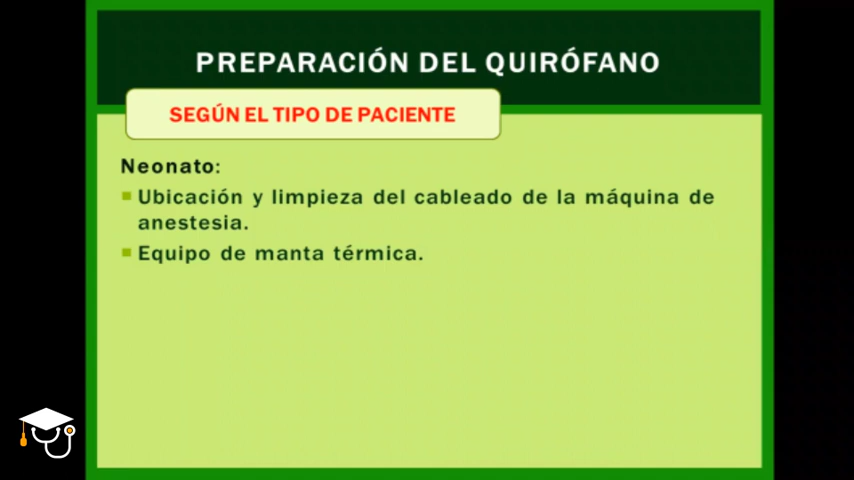 PREPARACIÓN DEL QUIRÓFANO
SEGÚN EL TIPO DE PACIENTE
Neonato:
Ubicación y limpieza del cableado de la máquina de
anestesia.
Equipo de manta térmica.